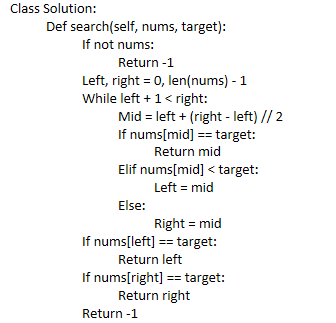 Class Solution:
Def search(self, nums, target):
If not nums:
Return -1
Left, right = 0, len(nums) - 1
While left + 1 < right:
Mid = left + (right - left) // 2
If nums[mid] == target:
Return mid
Elif nums[mid] < target:
Left = mid
Else:
Right = mid
If nums[left] == target:
Return left
If nums[right] == target:
Return right
Return -1